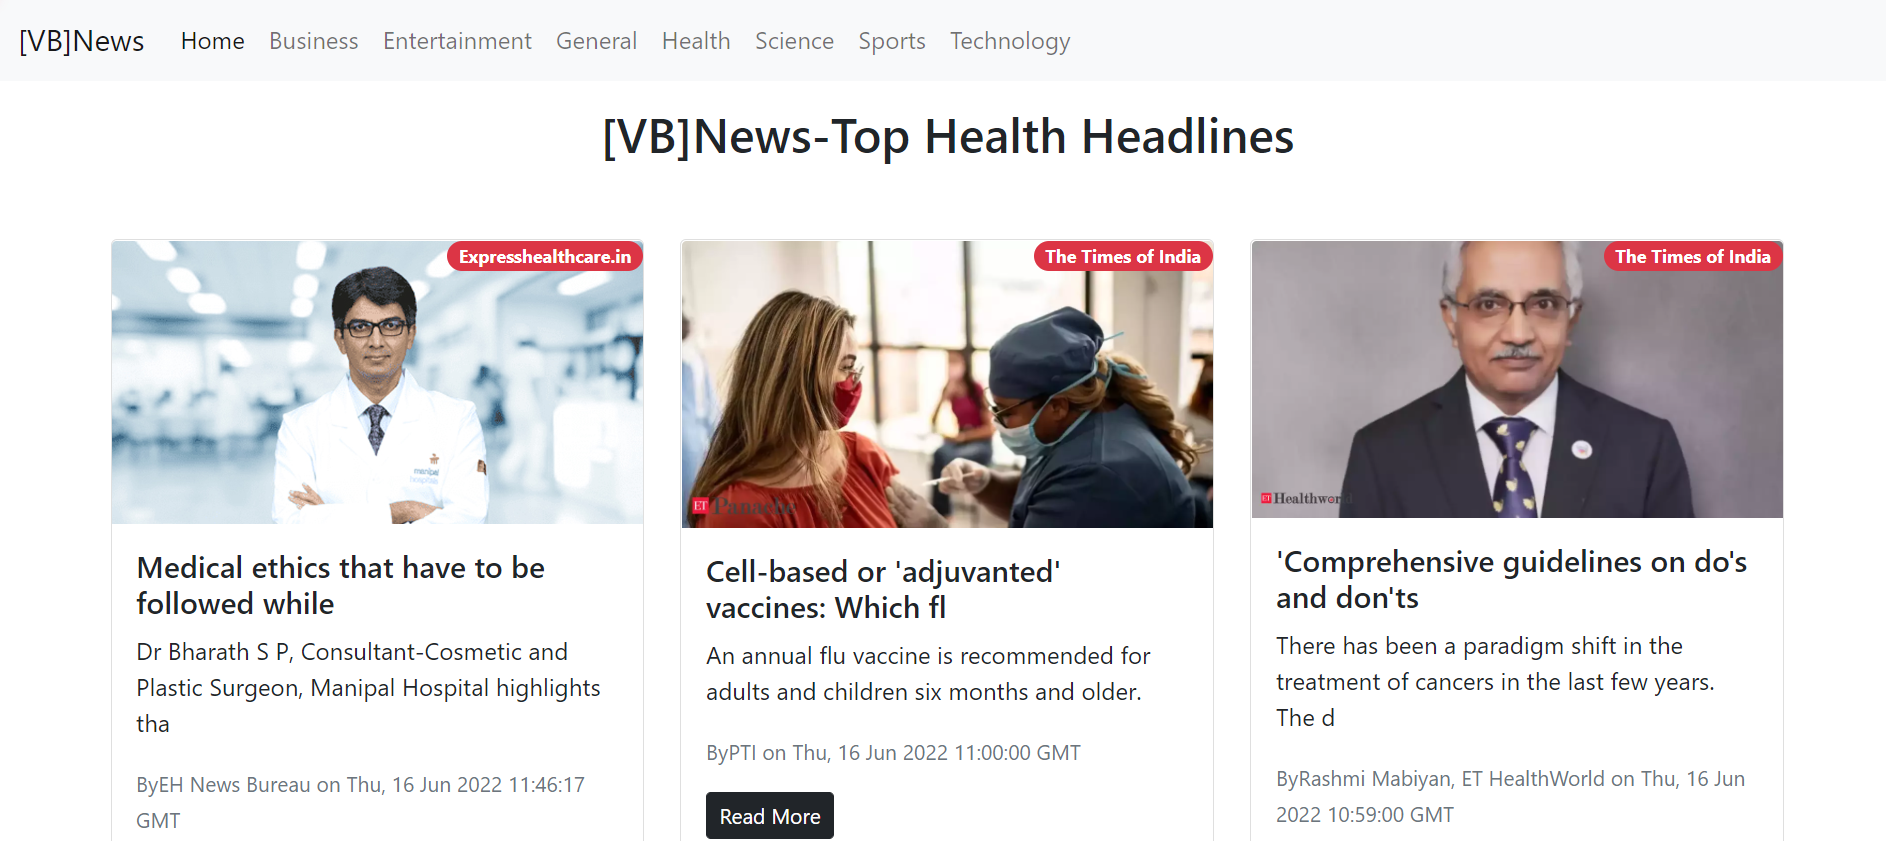 [VB]News Home Business Entertainment General Health Science Sports Technology
[VB]News-Top Health Headlines
Expresshealthcare.in
manipal
hospitals
Medical ethics that have to be
followed while
Dr Bharath S P, Consultant-Cosmetic and
Plastic Surgeon, Manipal Hospital highlights
tha
ByEH News Bureau on Thu, 16 Jun 2022 11:46:17
GMT
The Times of India
ET Panache
Cell-based or 'adjuvanted'
vaccines: Which fl
An annual flu vaccine is recommended for
adults and children six months and older.
ByPTI on Thu, 16 Jun 2022 11:00:00 GMT
Read More
The Times of India
ET Healthworld
'Comprehensive guidelines on do's
and don'ts
There has been a paradigm shift in the
treatment of cancers in the last few years.
The d
ByRashmi Mabiyan, ET HealthWorld on Thu, 16 Jun
2022 10:59:00 GMT